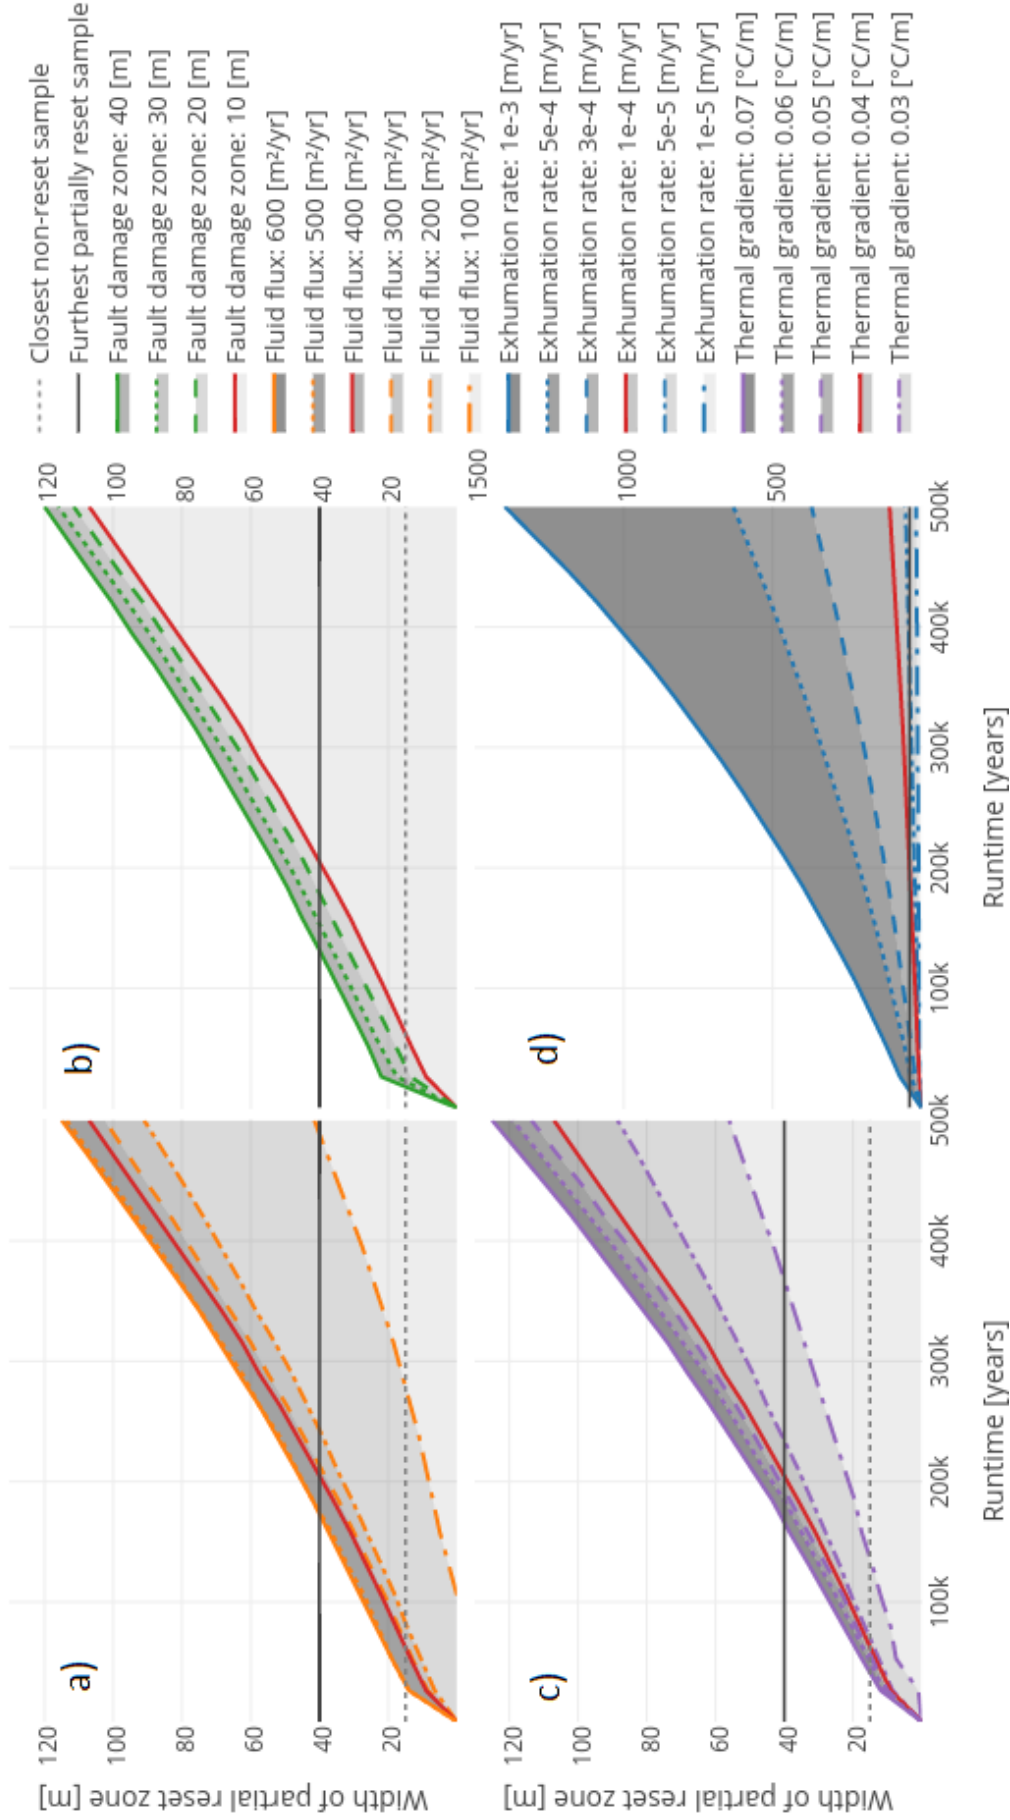 a)
b)
c)
d)
Width of partial reset zone [m]
120
100
80
60
40
20
120
100
80
60
40
20
Width of partial reset zone [m]
120
100
80
60
40
20
100k
200k
300k
400k
500k
1500
1000
500
100k
200k
300k
400k
500k
Runtime [years]
Runtime [years]
Closest non-reset sample
Furthest partially reset sample
Fault damage zone: 40 [m]
Fault damage zone: 30 [m]
Fault damage zone: 20 [m]
Fault damage zone: 10 [m]
Fluid flux: 600 [m²/yr]
Fluid flux: 500 [m²/yr]
Fluid flux: 400 [m²/yr]
Fluid flux: 300 [m²/yr]
Fluid flux: 200 [m²/yr]
Fluid flux: 100 [m²/yr]
Exhumation rate: 1e-3 [m/yr]
Exhumation rate: 5e-4 [m/yr]
Exhumation rate: 3e-4 [m/yr]
Exhumation rate: 1e-4 [m/yr]
Exhumation rate: 5e-5 [m/yr]
Exhumation rate: 1e-5 [m/yr]
Thermal gradient: 0.07 [°C/m]
Thermal gradient: 0.06 [°C/m]
Thermal gradient: 0.05 [°C/m]
Thermal gradient: 0.04 [°C/m]
Thermal gradient: 0.03 [°C/m]